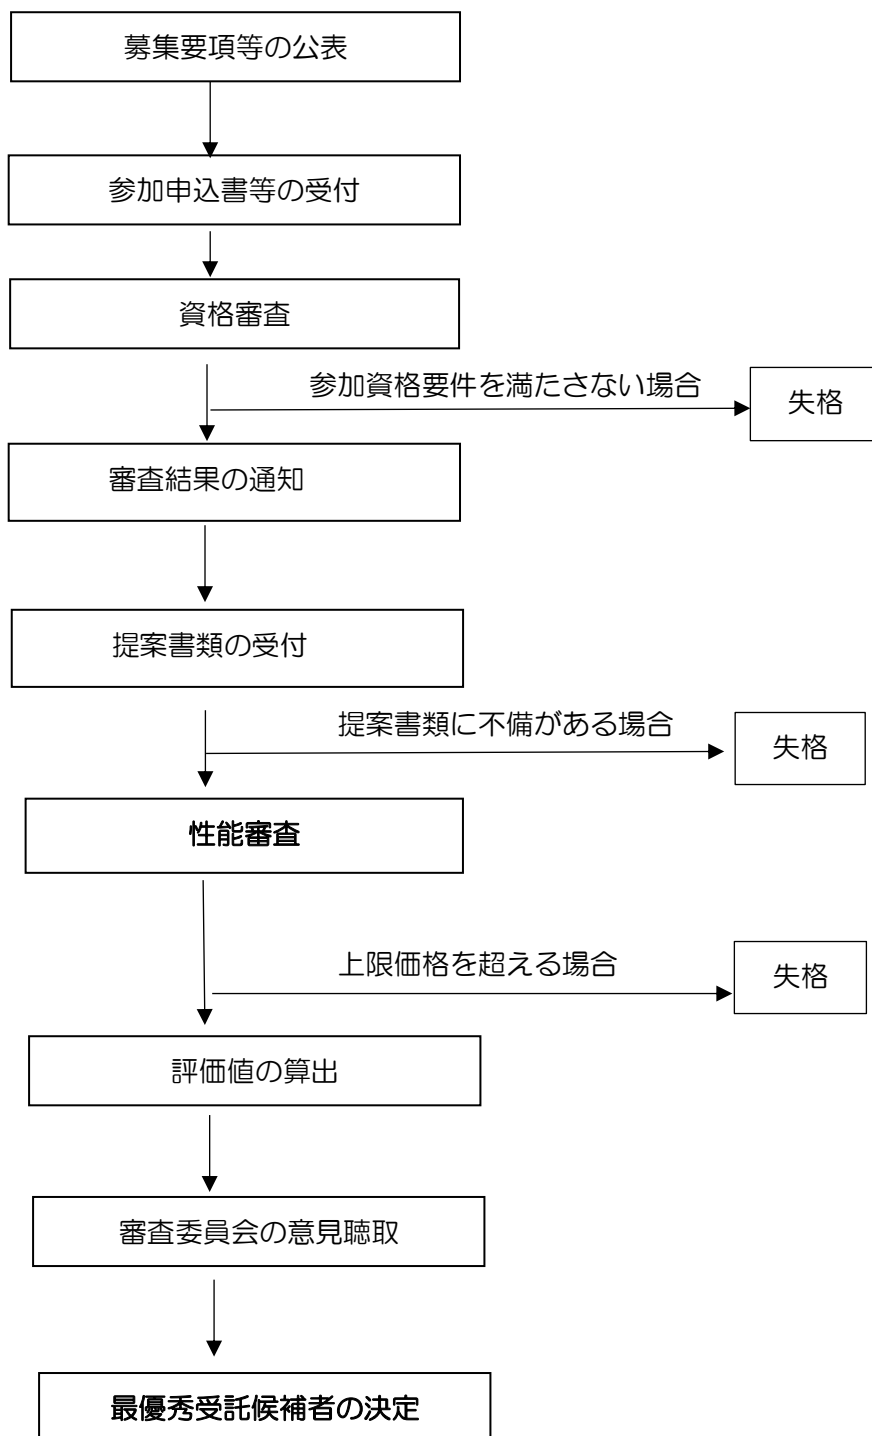 募集要項等の公表
参加申込書等の受付
資格審査
参加資格要件を満たさない場合
失格
審査結果の通知
提案書類の受付
提案書類に不備がある場合
失格
性能審査
上限価格を超える場合
失格
評価値の算出
審査委員会の意見聴取
最優秀受託候補者の決定